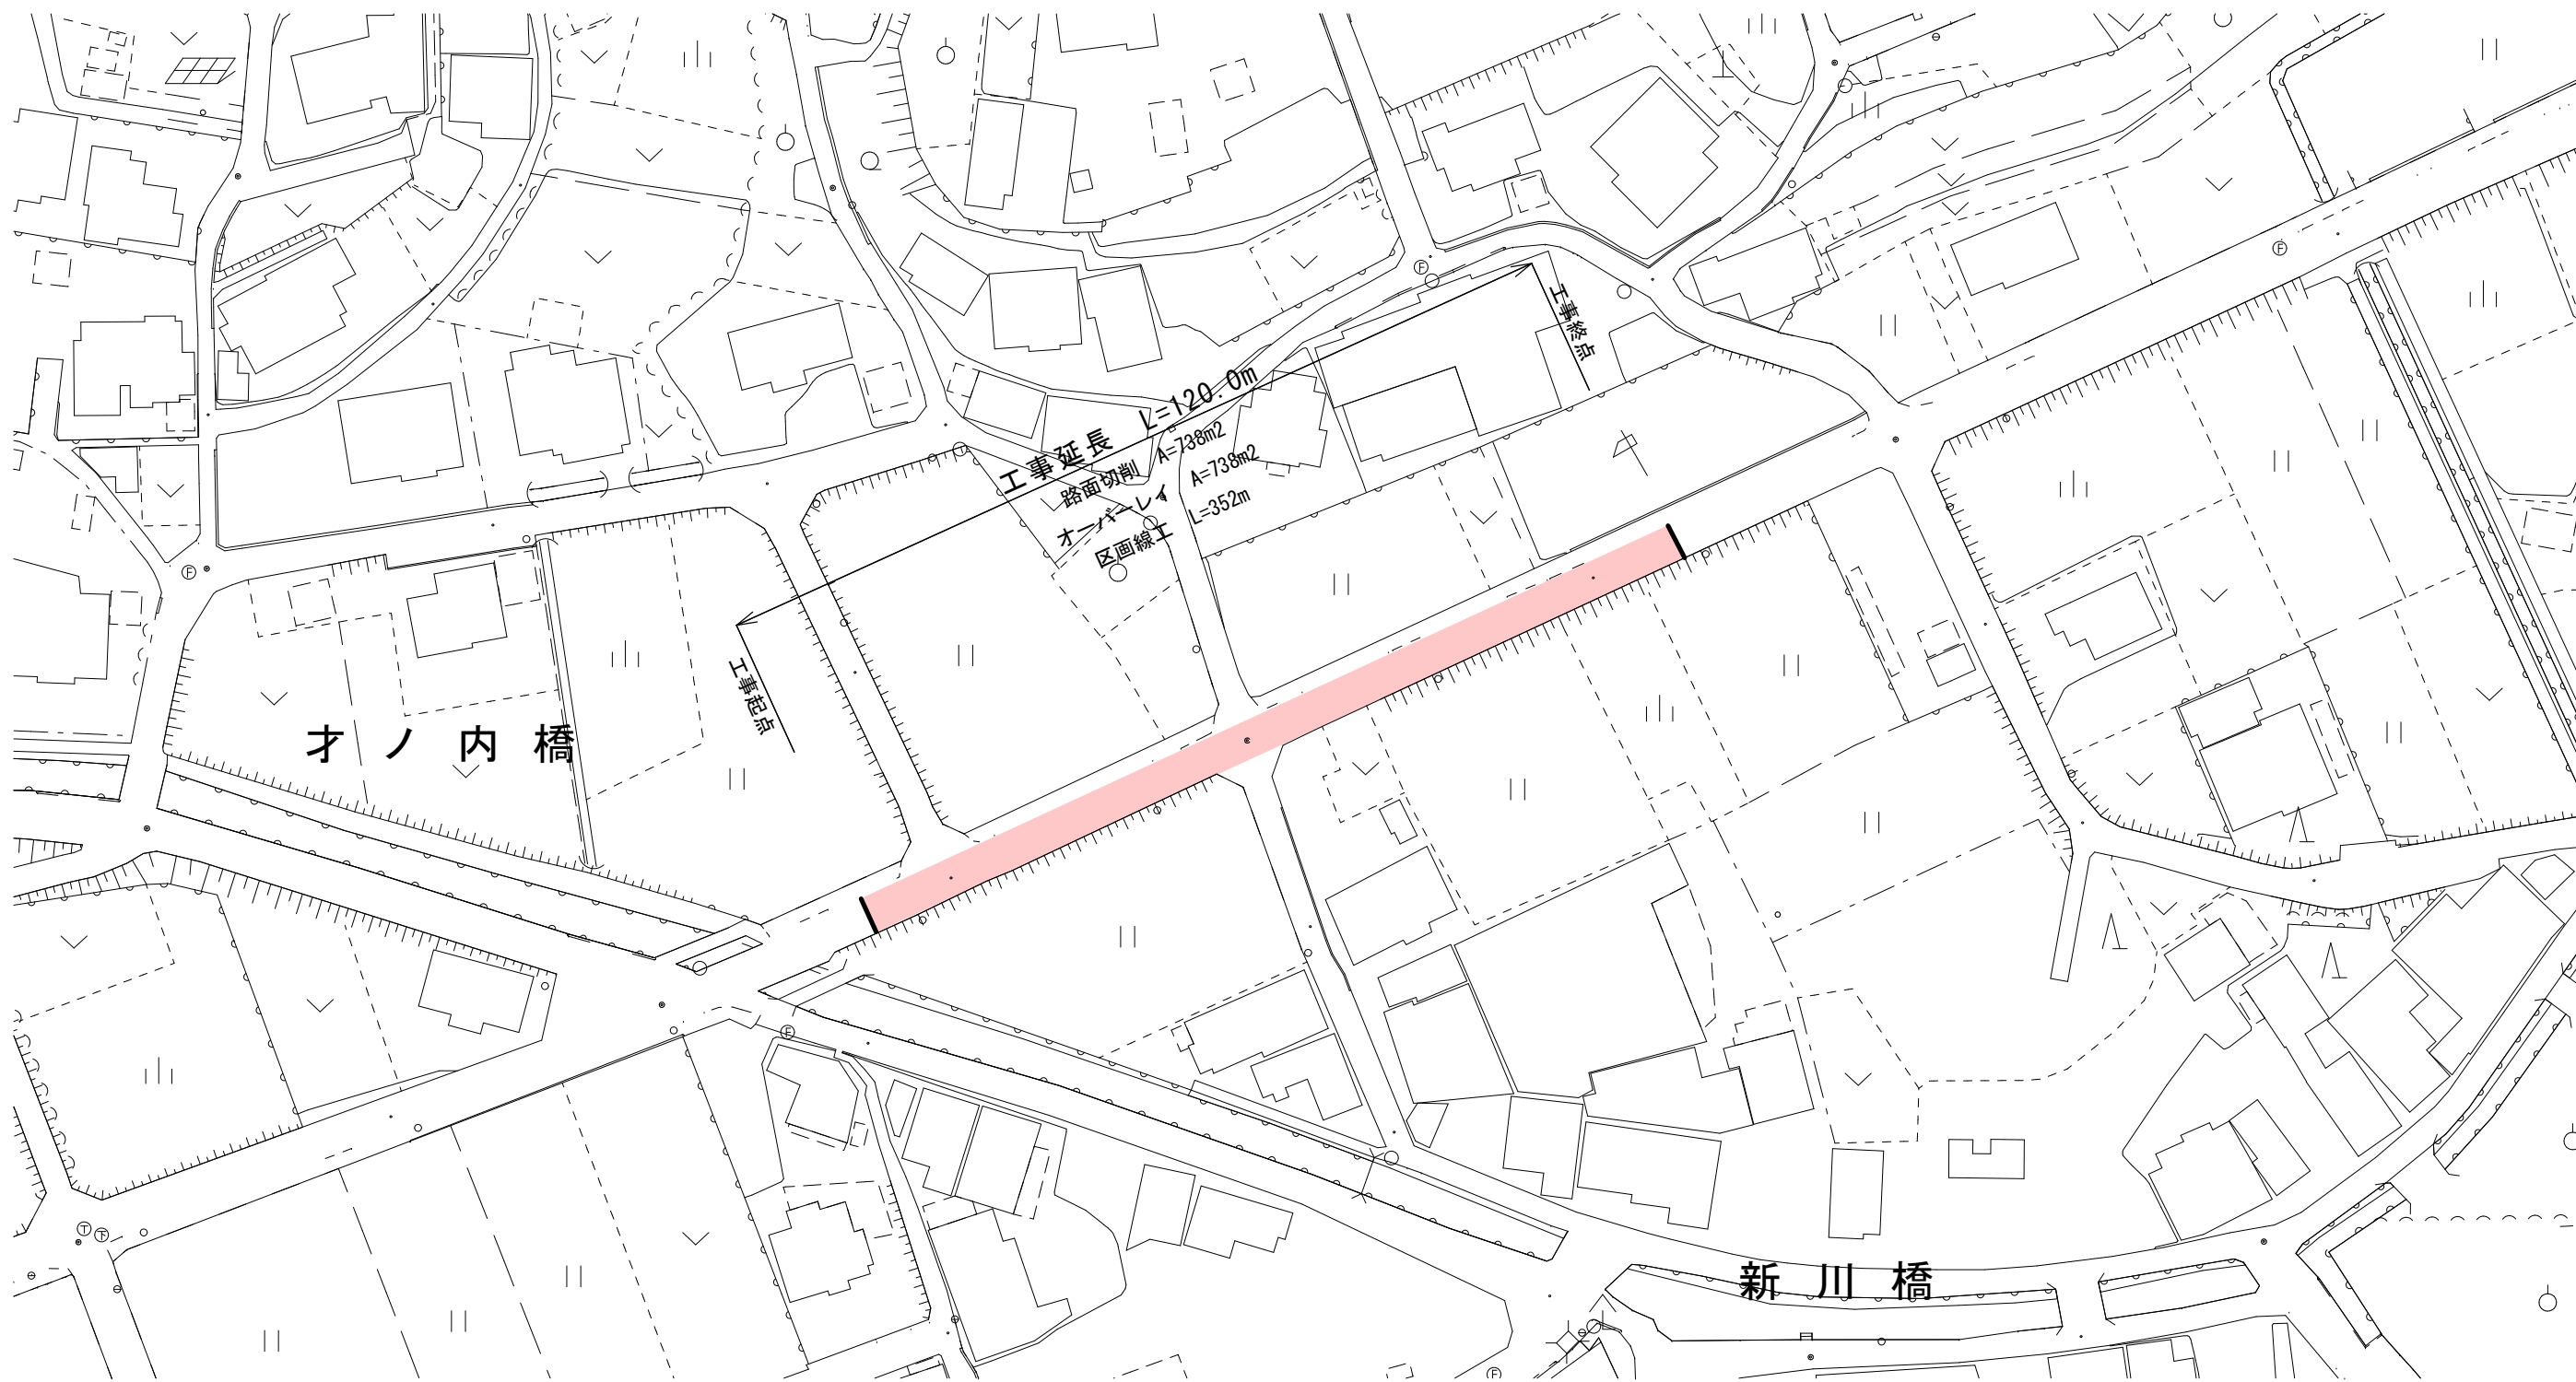 工事終点
工事延長 L=120.0m
路面切削 A=738m2
オーバーレイ A=738m2
区画線工 L=352m
工事起点
才ノ内橋
新川橋